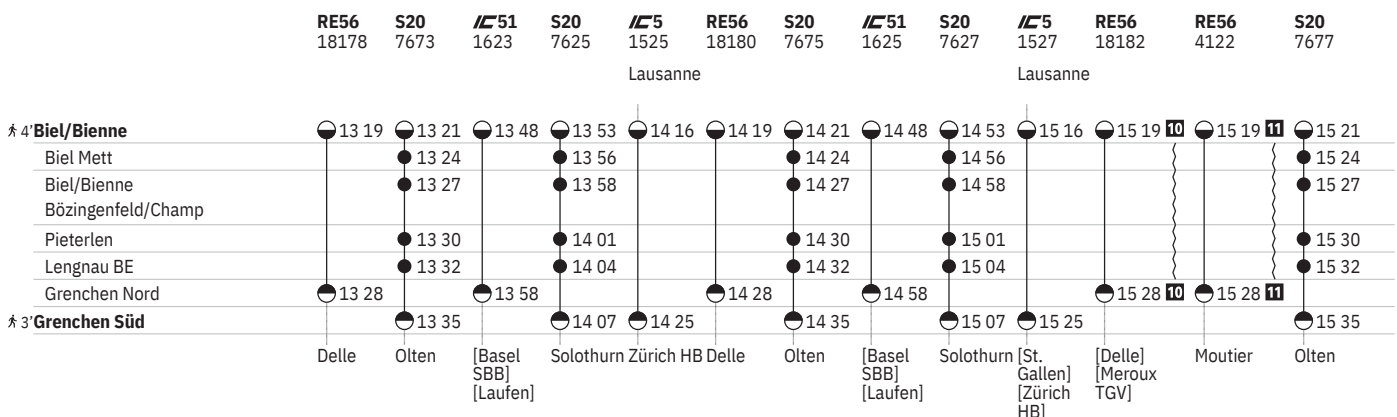 RE56 S20 IC51 S20 IC5 RE56 S20 IC51 S20 IC5 RE56 RE56 S20
18178 7673 1623 7625 1525 18180 7675 1625 7627 1527 18182 4122 7677
Lausanne Lausanne
4' Biel/Bienne 13 19 13 21 13 48 13 53 14 16 14 19 14 21 14 48 14 53 15 16 15 19 10 15 19 11 15 21
Biel Mett 13 24 13 56 14 24 14 56 15 24
Biel/Bienne 13 27 13 58 14 27 14 58 15 27
Bözingenfeld/Champ
Pieterlen 13 30 14 01 14 30 15 01 15 30
Lengnau BE 13 32 14 04 14 32 15 04 15 32
Grenchen Nord 13 28 13 58 14 28 14 58 15 28 10 15 28 11
3' Grenchen Süd 13 35 14 07 14 25 14 35 15 07 15 25 15 35
Delle Olten [Basel Solothurn Zürich HB Delle Olten [Basel Solothurn [St. [Delle] Moutier Olten
SBB] SBB] Gallen] [Meroux
[Laufen] [Laufen] [Zürich TGV]
HB]